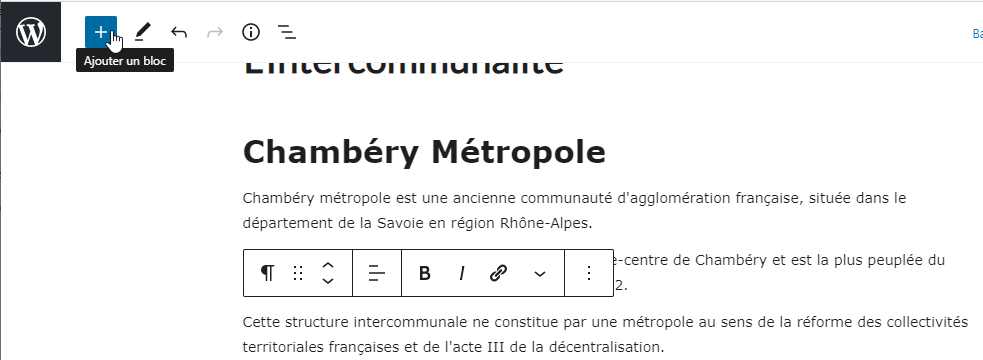 Ba
Ajouter un bloc
L'intercommunalité
Chambéry Métropole
Chambéry métropole est une ancienne communauté d'agglomération française, située dans le
département de la Savoie en région Rhône-Alpes.
B I
-centre de Chambéry et est la plus peuplée du
2.
Cette structure intercommunale ne constitue par une métropole au sens de la réforme des collectivités
territoriales françaises et de l'acte III de la décentralisation.